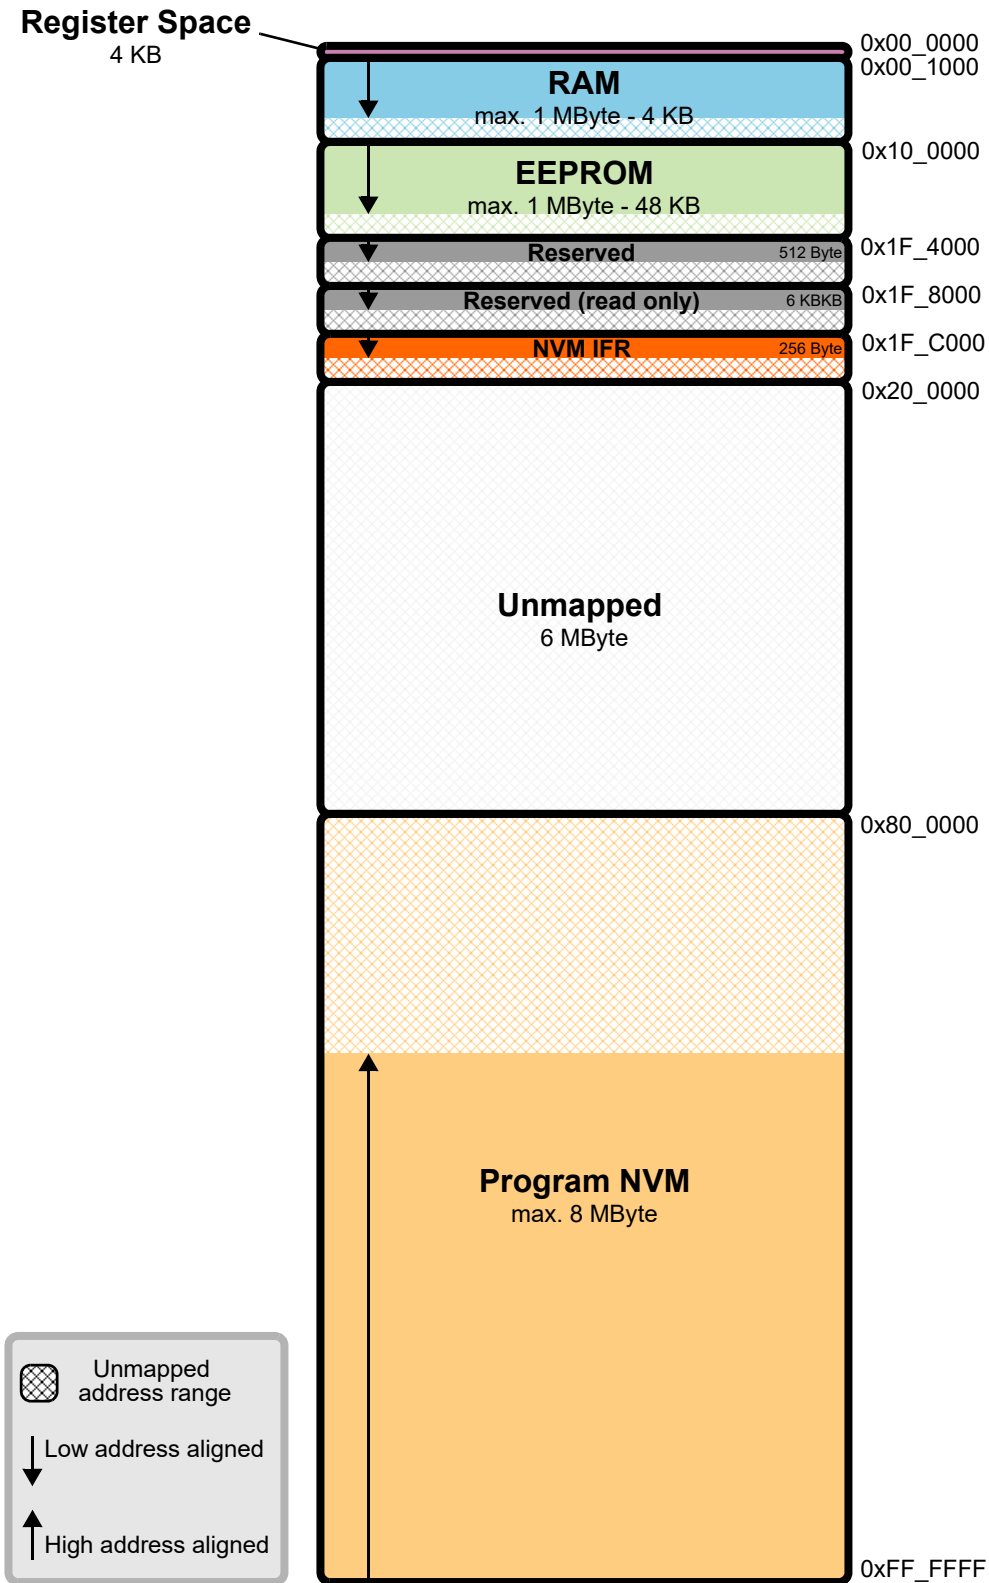 Register Space
4 KB
0x00_0000
0x00_1000
RAM
max. 1 MByte - 4 KB
0x10_0000
EEPROM
max. 1 MByte - 48 KB
0x1F_4000
Reserved
512 Byte
0x1F_8000
Reserved (read only)
6 KBKB
0x1F_C000
NVM IFR
256 Byte
0x20_0000
Unmapped
6 MByte
0x80_0000
Program NVM
max. 8 MByte
Unmapped
address range
Low address aligned
High address aligned
0xFF_FFFF